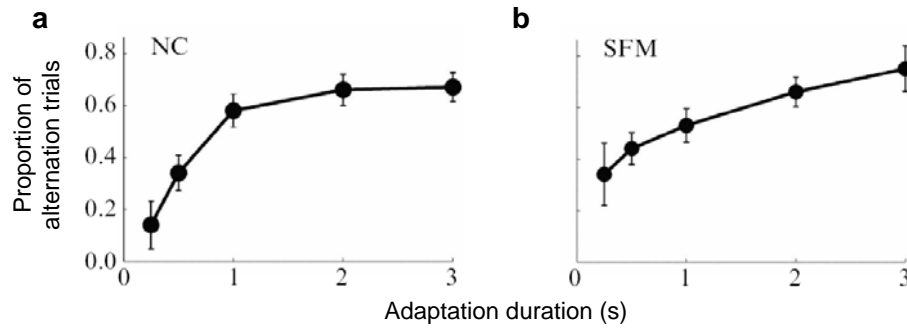 a
b
NC
SFM
Proportion of
alternation trials
0.8
0.6
0.4
0.2
0.0
0 1 2 3
0 1 2 3
Adaptation duration (s)